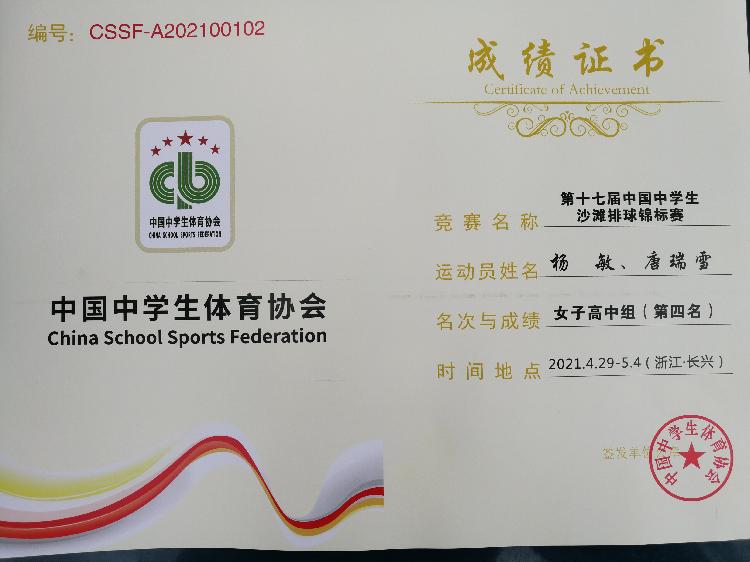 编号：CSSF-A202100102
中国中学生体育协会
CHINA SCHOOL SPORTS FEDERATION
中国中学生体育协会
China School Sports Federation
成绩证书
Certificate of Achievement
竞赛名称 第十七届中国中学生
沙滩排球锦标赛
运动员姓名 杨 敏、唐瑞雪
名次与成绩 女子高中组（第四名）
时间地点 2021.4.29-5.4（浙江·长兴）
签发单位
中国中学生体育协会